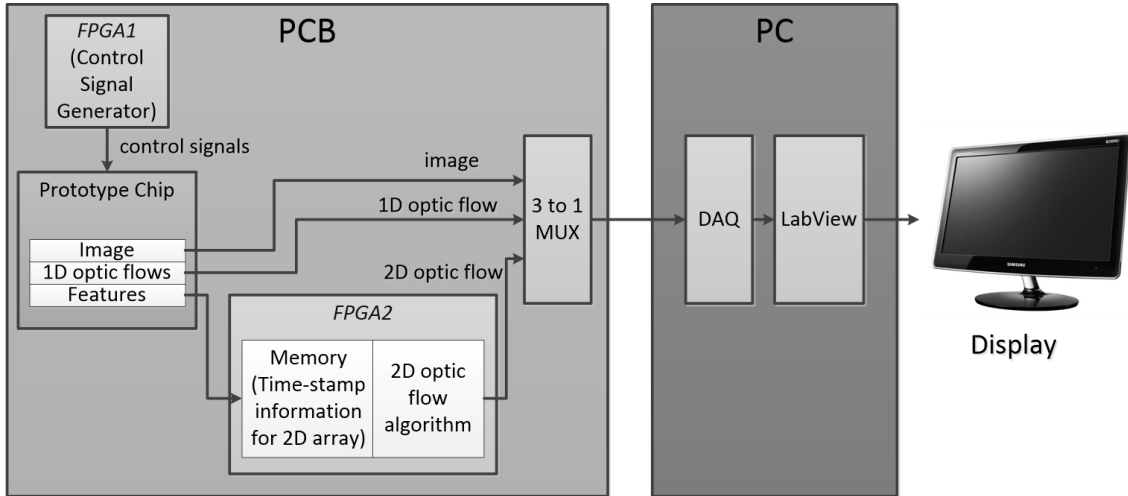 PCB
FPGA1
(Control
Signal
Generator)
control signals
Prototype Chip
Image
1D optic flows
Features
image
1D optic flow
2D optic flow
3 to 1
MUX
FPGA2
Memory
(Time-stamp
information
for 2D array)
2D optic
flow
algorithm
PC
DAQ
LabView
SAMSUNG
Display